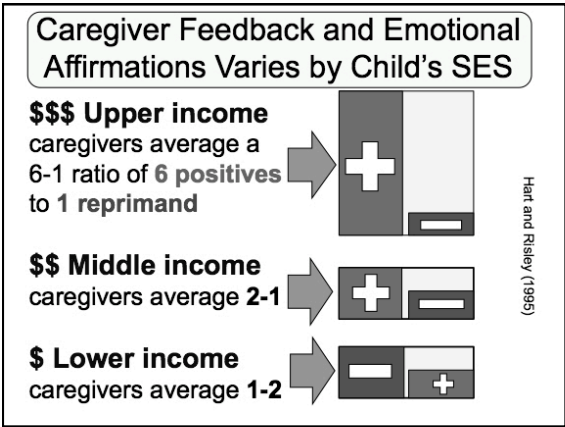 Caregiver Feedback and Emotional
Affirmations Varies by Child's SES
$$$ Upper income
caregivers average a
6-1 ratio of 6 positives
to 1 reprimand
$$ Middle income
caregivers average 2-1
$ Lower income
caregivers average 1-2
Hart and Risley (1995)